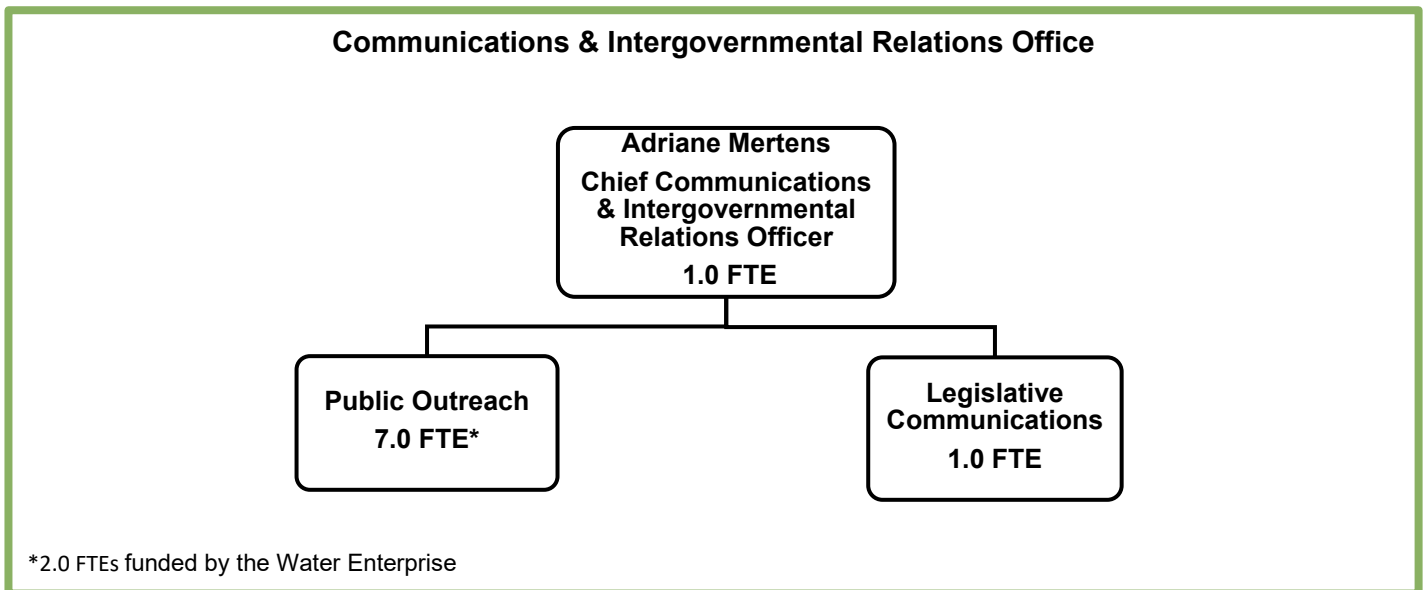 Communications & Intergovernmental Relations Office
Adriane Mertens
Chief Communications
& Intergovernmental
Relations Officer
1.0 FTE
Public Outreach
7.0 FTE*
Legislative
Communications
1.0 FTE
*2.0 FTEs funded by the Water Enterprise